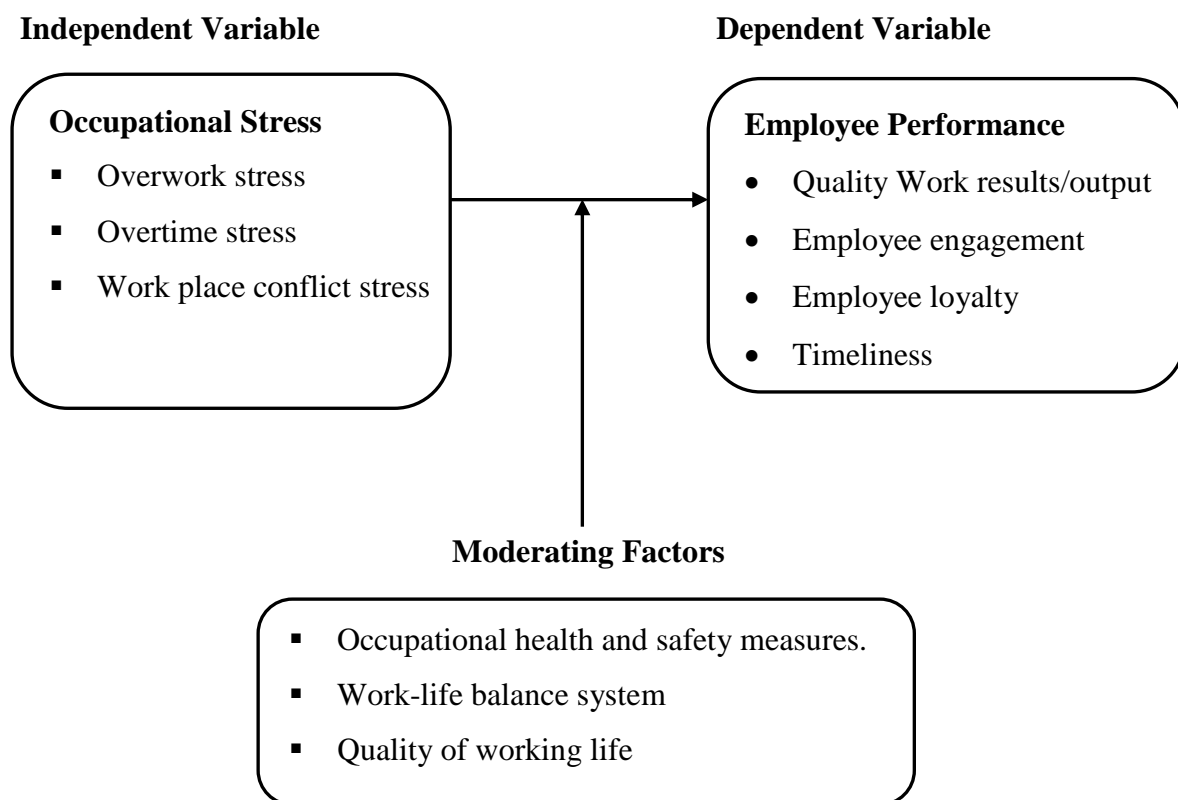 Independent Variable
Dependent Variable
Occupational Stress
▪ Overwork stress
▪ Overtime stress
▪ Work place conflict stress
Employee Performance
• Quality Work results/output
• Employee engagement
• Employee loyalty
• Timeliness
Moderating Factors
▪ Occupational health and safety measures.
▪ Work-life balance system
▪ Quality of working life